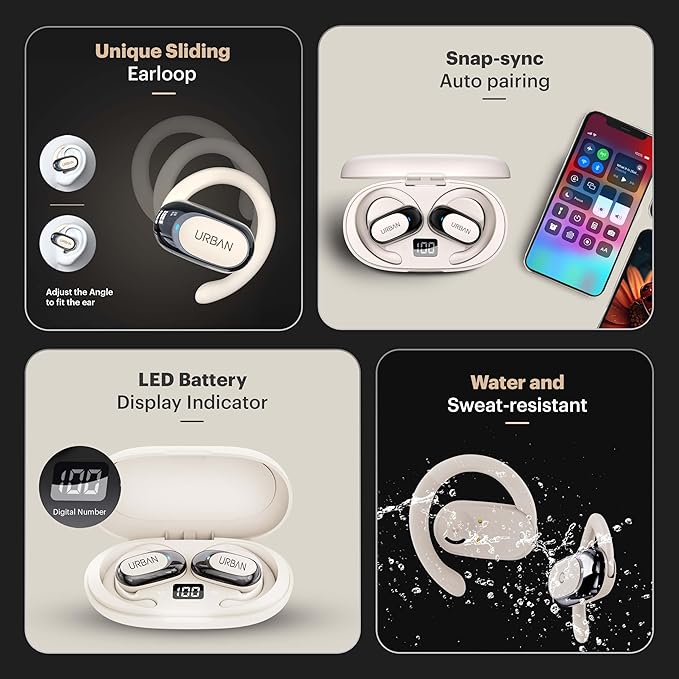 Unique Sliding
Earloop
URBAN
Adjust the Angle
to fit the ear
Snap-sync
Auto pairing
URBAN
URBAN
100
LED Battery
Display Indicator
100
Digital Number
URBAN
URBAN
100
Water and
Sweat-resistant